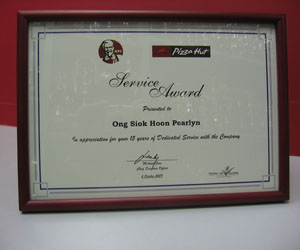 KFC
Pizza Hut
Service
Award
Presented to
Ong Siok Hoon Pearlyn
In appreciation for your 15 years of Dedicated Service with the Company